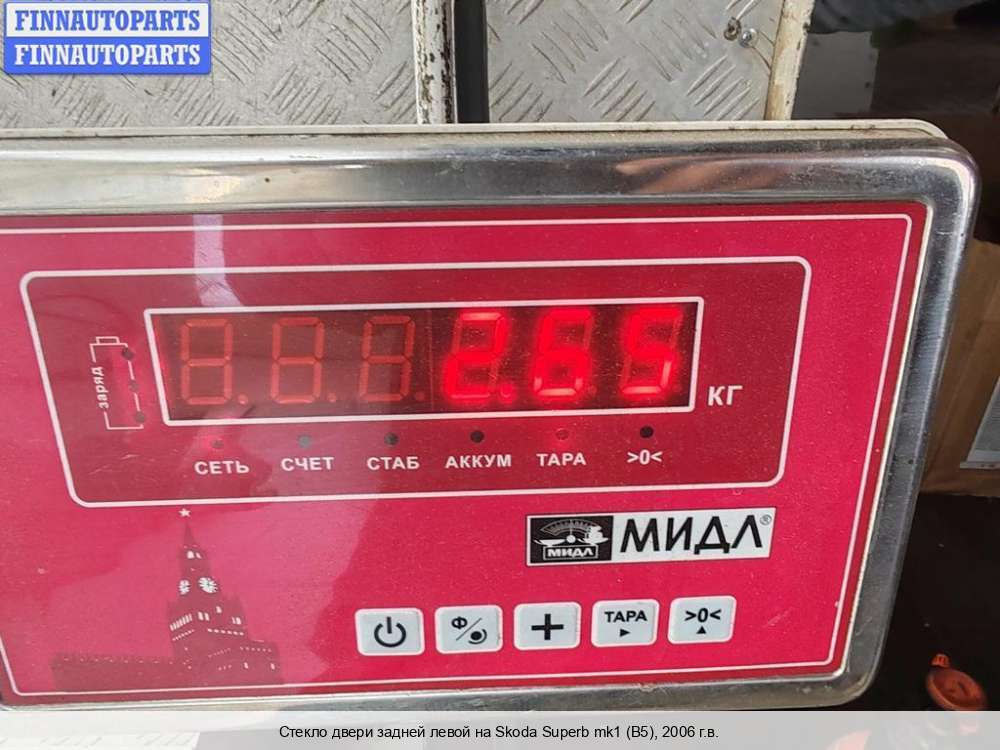 FINNAUTOPARTS
FINNAUTOPARTS
заряд
2.65
КГ
СЕТЬ СЧЕТ СТАБ АККУМ ТАРА >0<
МИДЛ МИДЛ®
Ф ТАРА >0<
Стекло двери задней левой на Skoda Superb mk1 (B5), 2006 г.в.